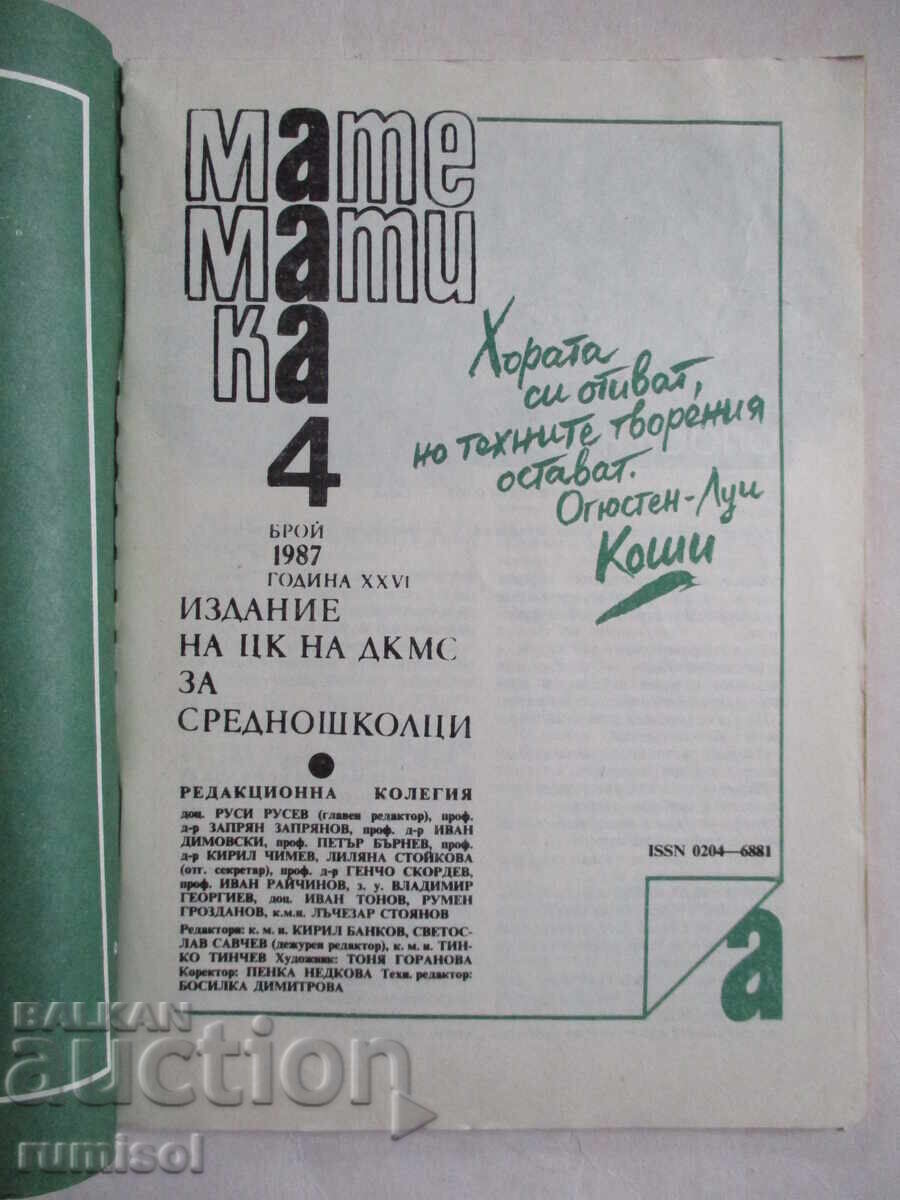 мате
мати
ка
4
БРОЙ
1987
ГОДИНА XXVI
ИЗДАНИЕ
НА ЦК НА ДКМС
ЗА
СРЕДНОШКОЛЦИ
РЕДАКЦИОННА КОЛЕГИЯ
доц. РУСИ РУСЕВ (главен редактор), проф.
д-р ЗАПРЯН ЗАПРЯНОВ, проф. д-р ИВАН
ДИМОВСКИ, проф. ПЕТЪР БЪРНЕВ, проф.
д-р КИРИЛ ЧИМЕВ, ЛИЛЯНА СТОЙКОВА
(отг. секретар), проф. д-р ГЕНЧО СКОРДЕВ,
проф. ИВАН РАЙЧИНОВ, з. у. ВЛАДИМИР
ГЕОРГИЕВ, доц. ИВАН ТОНОВ, РУМЕН
ГРОЗДАНОВ, к.м.н. ЛЪЧЕЗАР СТОЯНОВ
Редактори: к. м. н. КИРИЛ БАНКОВ, СВЕТОС-
ЛАВ САВЧЕВ (дежурен редактор), к. м. н. ТИН-
КО ТИНЧЕВ Художник: ТОНЯ ГОРАНОВА
Коректор: ПЕНКА НЕДКОВА Техн. редактор:
БОСИЛКА ДИМИТРОВА
Хората
си отиват,
но техните творения
остават.
Огюстен-Луи
Коши
ISSN 0204—6881
а
BALKAN
auction
rumisol